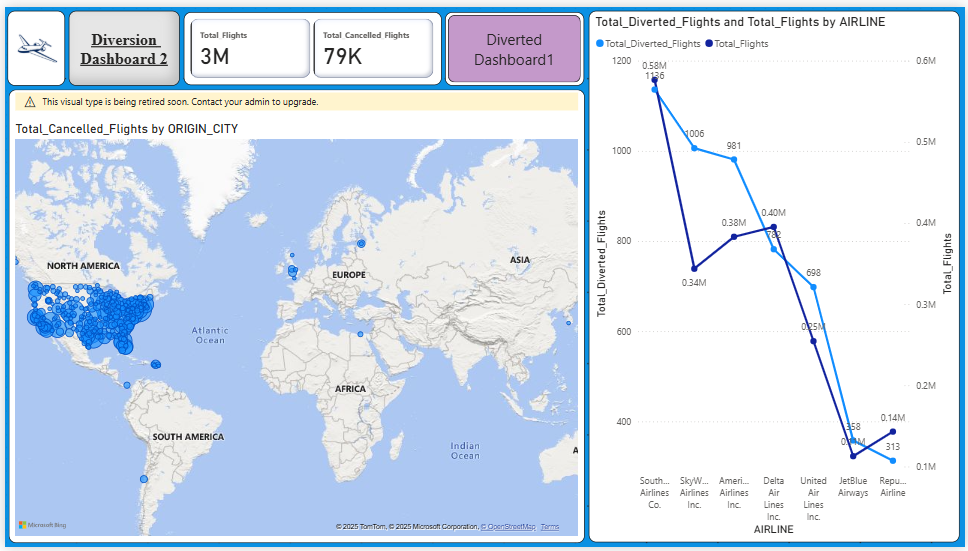 Diversion
Dashboard 2
Total Flights
3M
Total Cancelled Flights
79K
Diverted
Dashboard1
This visual type is being retired soon. Contact your admin to upgrade.
Total_Cancelled_Flights by ORIGIN_CITY
NORTH AMERICA
EUROPE
ASIA
Atlantic
Ocean
AFRICA
SOUTH AMERICA
Indian
Ocean
A
Microsoft Bing
© 2025 TomTom, © 2025 Microsoft Corporation, © OpenStreetMap Terms
Total_Diverted_Flights and Total_Flights by AIRLINE
Total_Diverted_Flights Total_Flights
1200
1000
800
600
400
Total_Diverted_Flights
0.6M
0.5M
0.4M
0.3M
0.2M
0.1M
Total_Flights
0.58M
1136
1006
981
0.38M
0.40M
782
0.34M
698
0.25M
358
0.14M
313
South... Airlines Co.
SkyW... Airlines Inc.
Ameri... Airlines Inc.
Delta Air Lines Inc.
United Air Lines Inc.
JetBlue Airways
Repu... Airline
AIRLINE